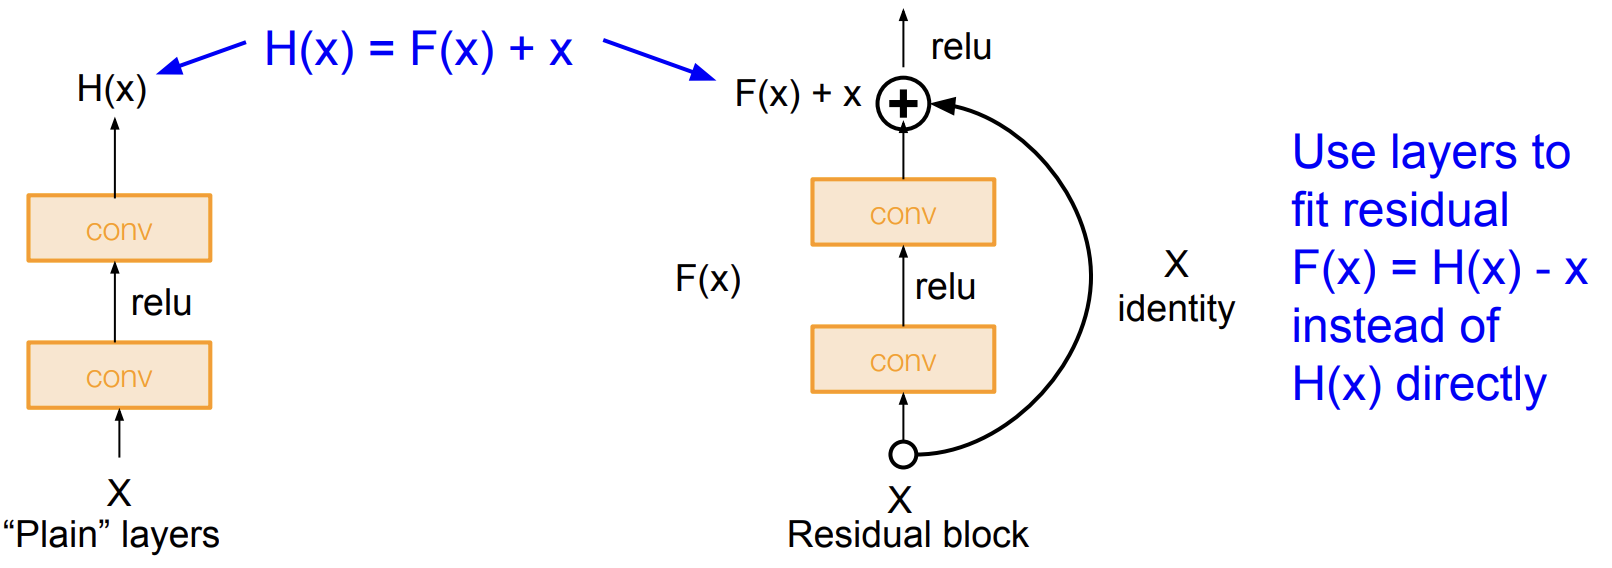 H(x) = F(x) + x
H(x)
conv
relu
conv
X
“Plain” layers
relu
F(x) + x
conv
F(x)
relu
conv
X
identity
X
Residual block
Use layers to
fit residual
F(x) = H(x) - x
instead of
H(x) directly